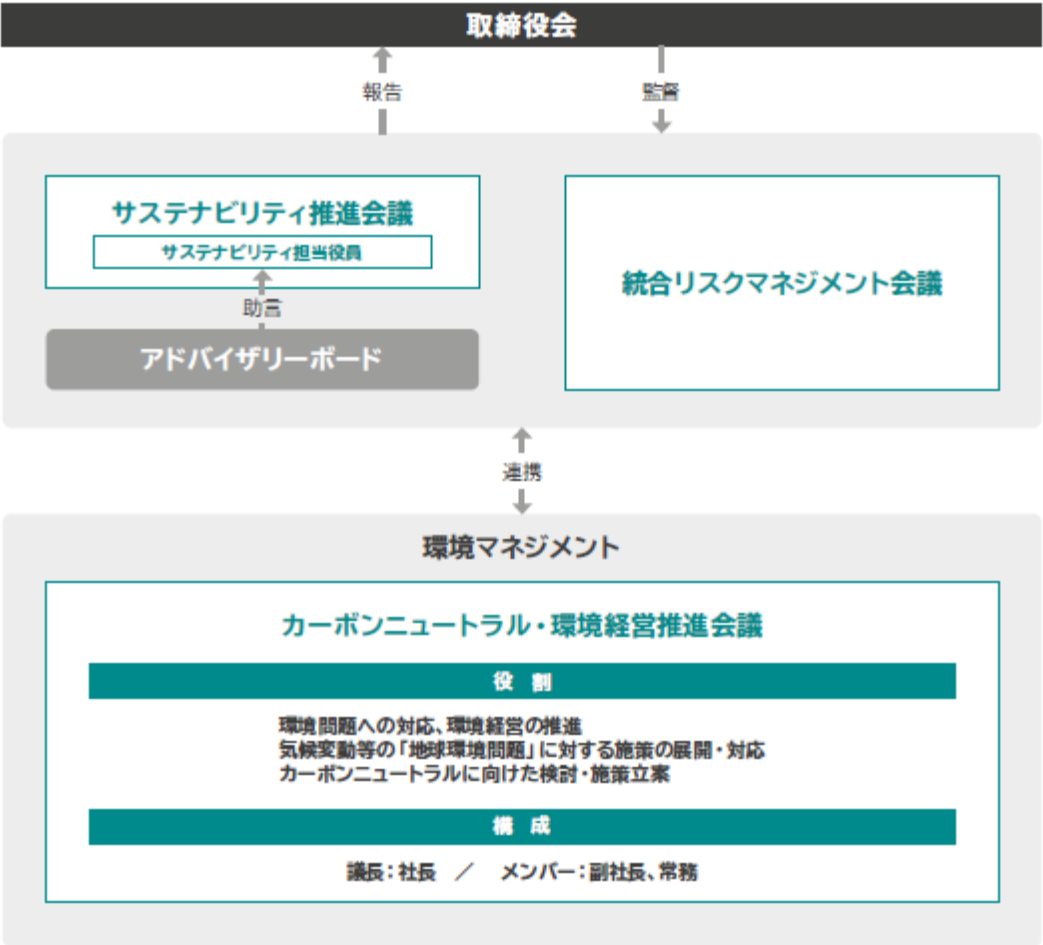 取締役会
報告
監督
サステナビリティ推進会議
サステナビリティ担当役員
助言
アドバイザリーボード
統合リスクマネジメント会議
連携
環境マネジメント
カーボンニュートラル・環境経営推進会議
役 割
環境問題への対応、環境経営の推進
気候変動等の「地球環境問題」に対する施策の展開・対応
カーボンニュートラルに向けた検討・施策立案
構 成
議長：社長 ／ メンバー：副社長、常務